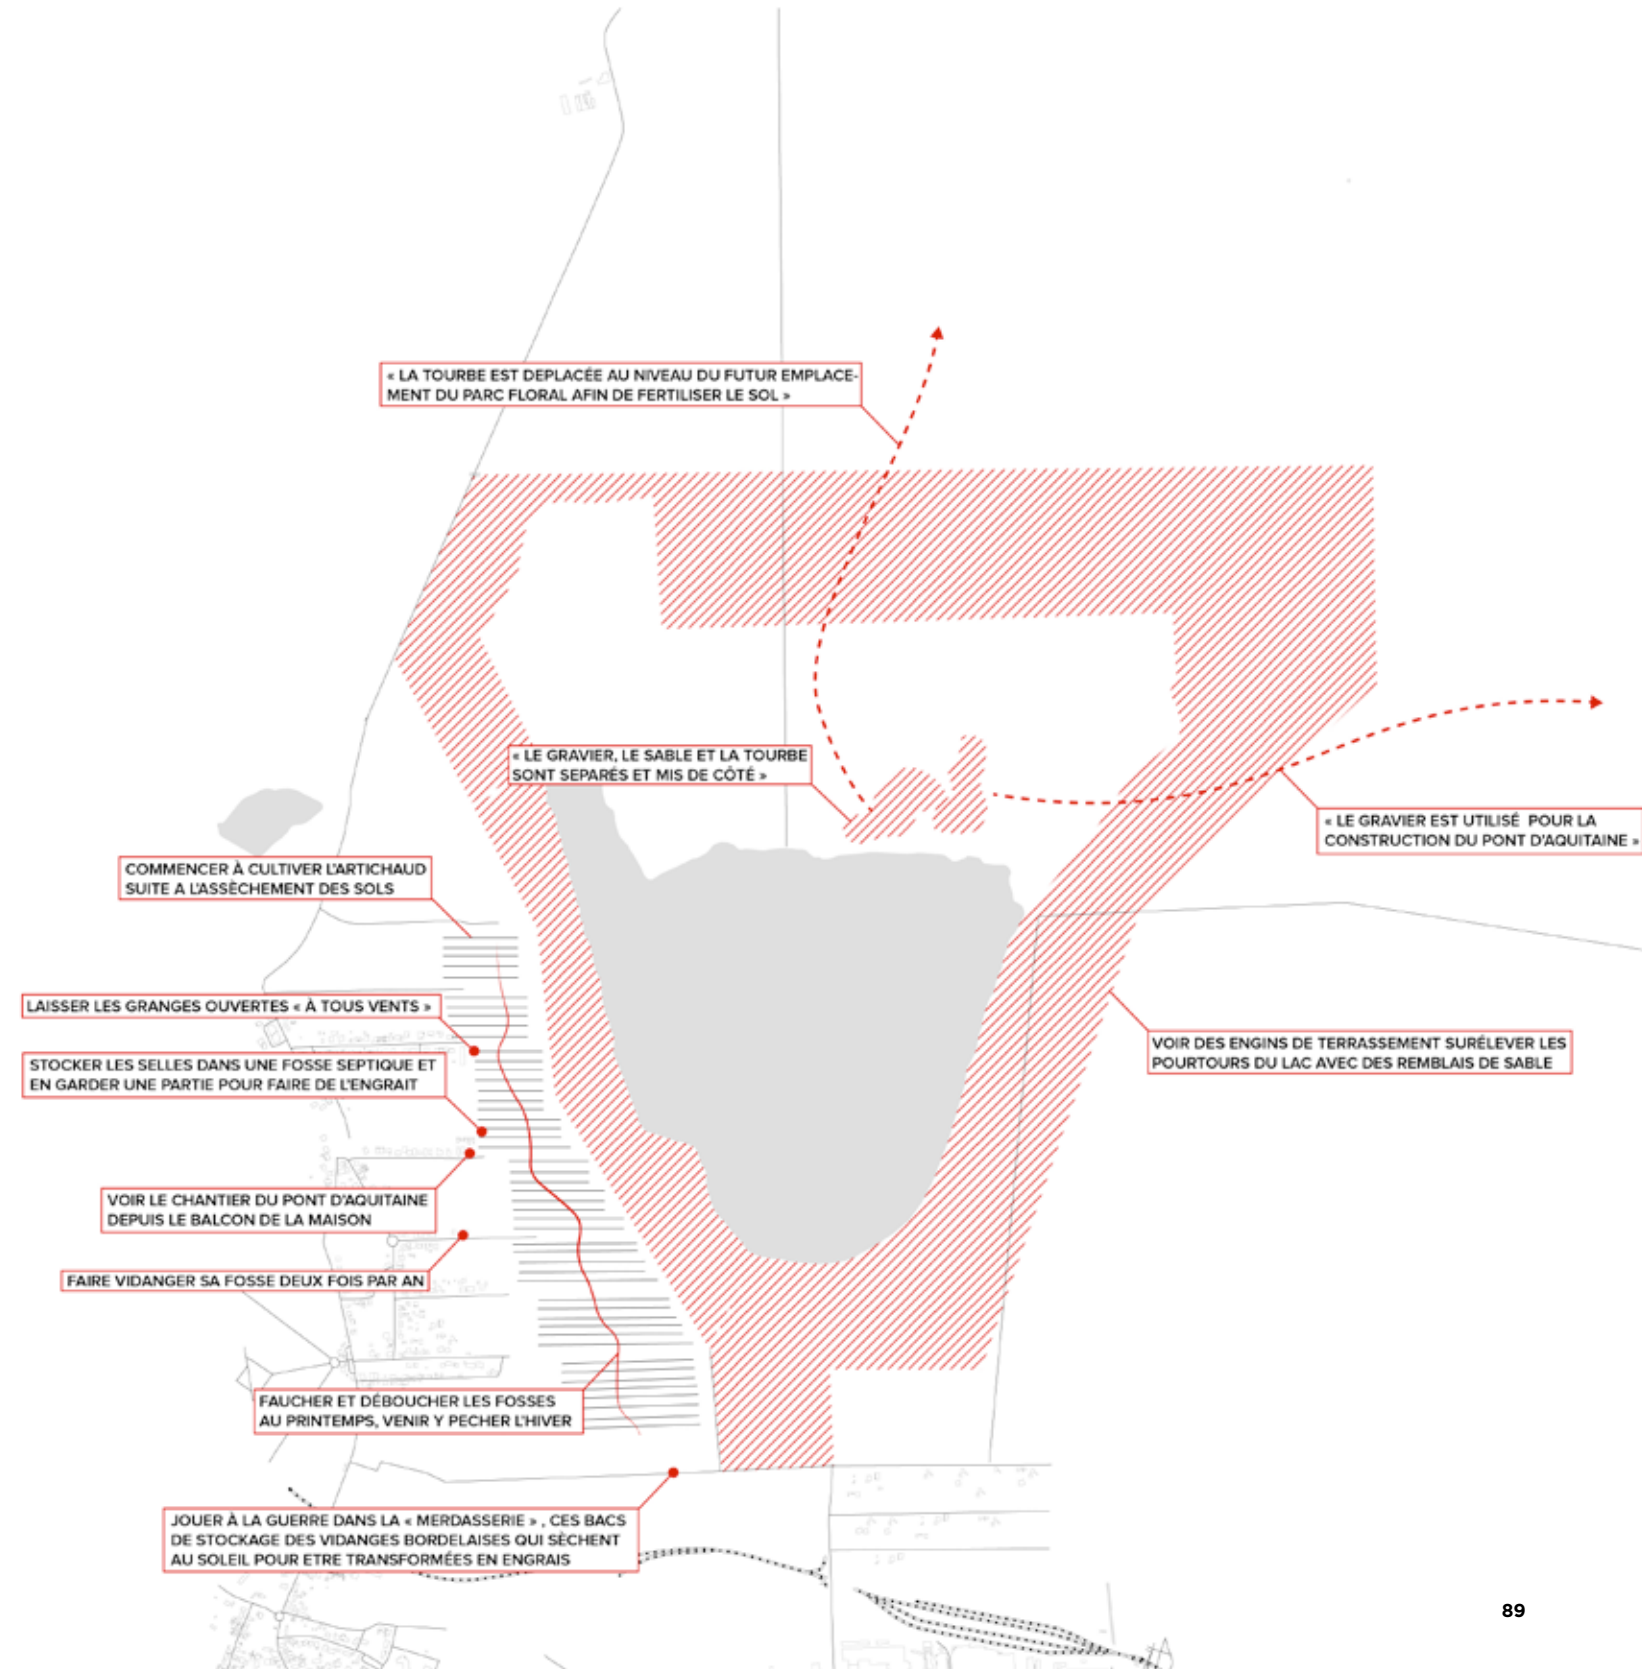 « LA TOURBE EST DEPLACÉE AU NIVEAU DU FUTUR EMPLACE-
MENT DU PARC FLORAL AFIN DE FERTILISER LE SOL »
« LE GRAVIER, LE SABLE ET LA TOURBE
SONT SEPARÉS ET MIS DE CÔTÉ »
« LE GRAVIER EST UTILISÉ POUR LA
CONSTRUCTION DU PONT D'AQUITAINE »
COMMENCER À CULTIVER L'ARTICHAUD
SUITE A L'ASSÈCHEMENT DES SOLS
LAISSER LES GRANGES OUVERTES « À TOUS VENTS »
STOCKER LES SELLES DANS UNE FOSSE SEPTIQUE ET
EN GARDER UNE PARTIE POUR FAIRE DE L'ENGRAIT
VOIR DES ENGINS DE TERRASSEMENT SURÉLEVER LES
POURTOURS DU LAC AVEC DES REMBLAIS DE SABLE
VOIR LE CHANTIER DU PONT D'AQUITAINE
DEPUIS LE BALCON DE LA MAISON
FAIRE VIDANGER SA FOSSE DEUX FOIS PAR AN
FAUCHER ET DÉBOUCHER LES FOSSES
AU PRINTEMPS, VENIR Y PECHER L'HIVER
JOUER À LA GUERRE DANS LA « MERDASSERIE » , CES BACS
DE STOCKAGE DES VIDANGES BORDELAISES QUI SÈCHENT
AU SOLEIL POUR ETRE TRANSFORMÉES EN ENGRAIS
89